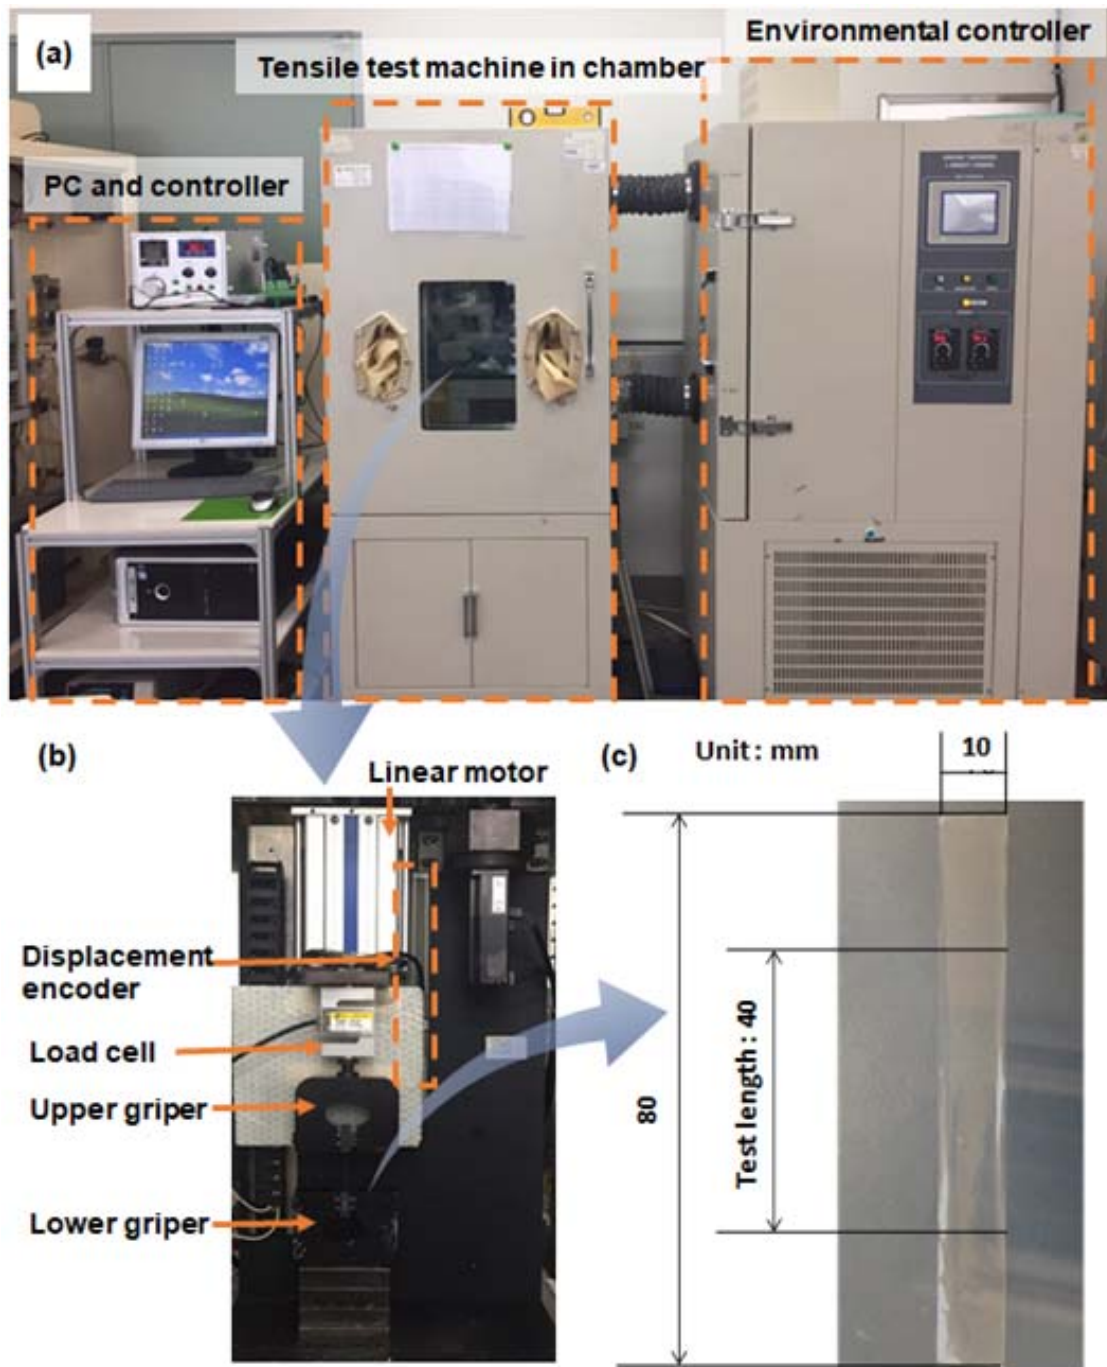 (a)
Environmental controller
Tensile test machine in chamber
PC and controller
(b)
Linear motor
Displacement
encoder
Load cell
Upper griper
Lower griper
(c)
Unit : mm
10
80
Test length : 40